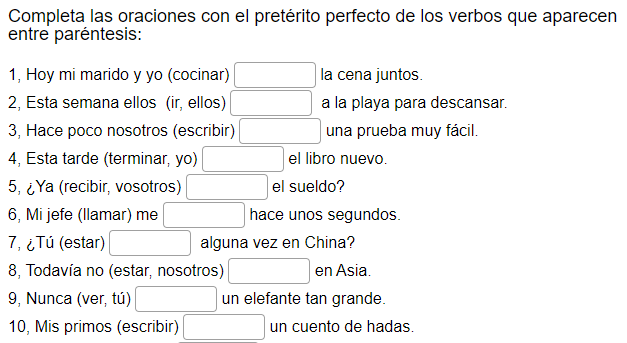 Completa las oraciones con el pretérito perfecto de los verbos que aparecen
entre paréntesis:
1, Hoy mi marido y yo (cocinar) la cena juntos.
2, Esta semana ellos (ir, ellos) a la playa para descansar.
3, Hace poco nosotros (escribir) una prueba muy fácil.
4, Esta tarde (terminar, yo) el libro nuevo.
5, ¿Ya (recibir, vosotros) el sueldo?
6, Mi jefe (llamar) me hace unos segundos.
7, ¿Tú (estar) alguna vez en China?
8, Todavía no (estar, nosotros) en Asia.
9, Nunca (ver, tú) un elefante tan grande.
10, Mis primos (escribir) un cuento de hadas.